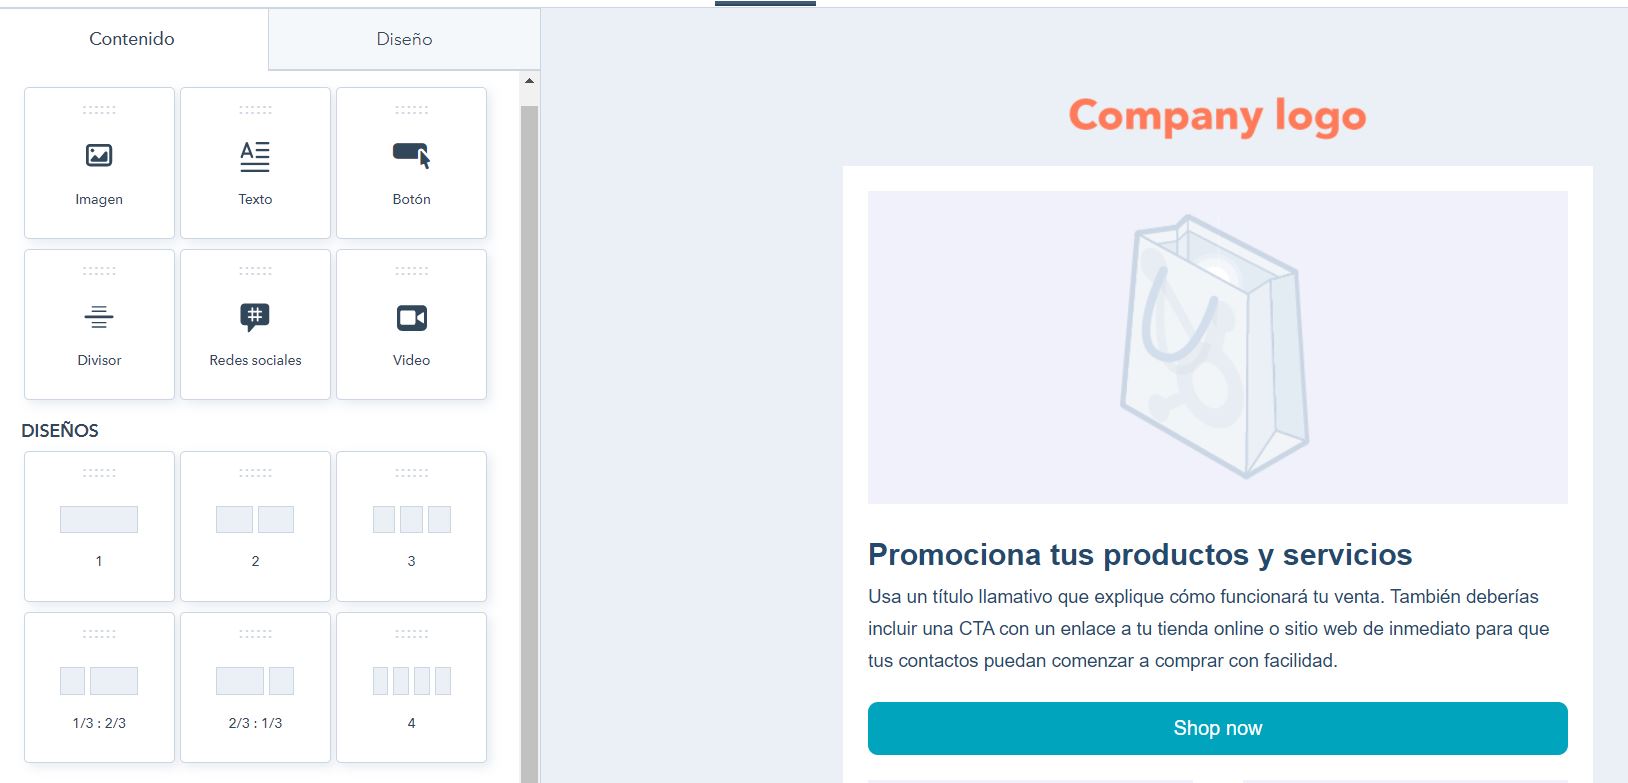 Contenido
Diseño
Imagen
Texto
Botón
Divisor
Redes sociales
Video
DISEÑOS
1
2
3
1/3 : 2/3
2/3 : 1/3
4
Company logo
Promociona tus productos y servicios
Usa un título llamativo que explique cómo funcionará tu venta. También deberías
incluir una CTA con un enlace a tu tienda online o sitio web de inmediato para que
tus contactos puedan comenzar a comprar con facilidad.
Shop now